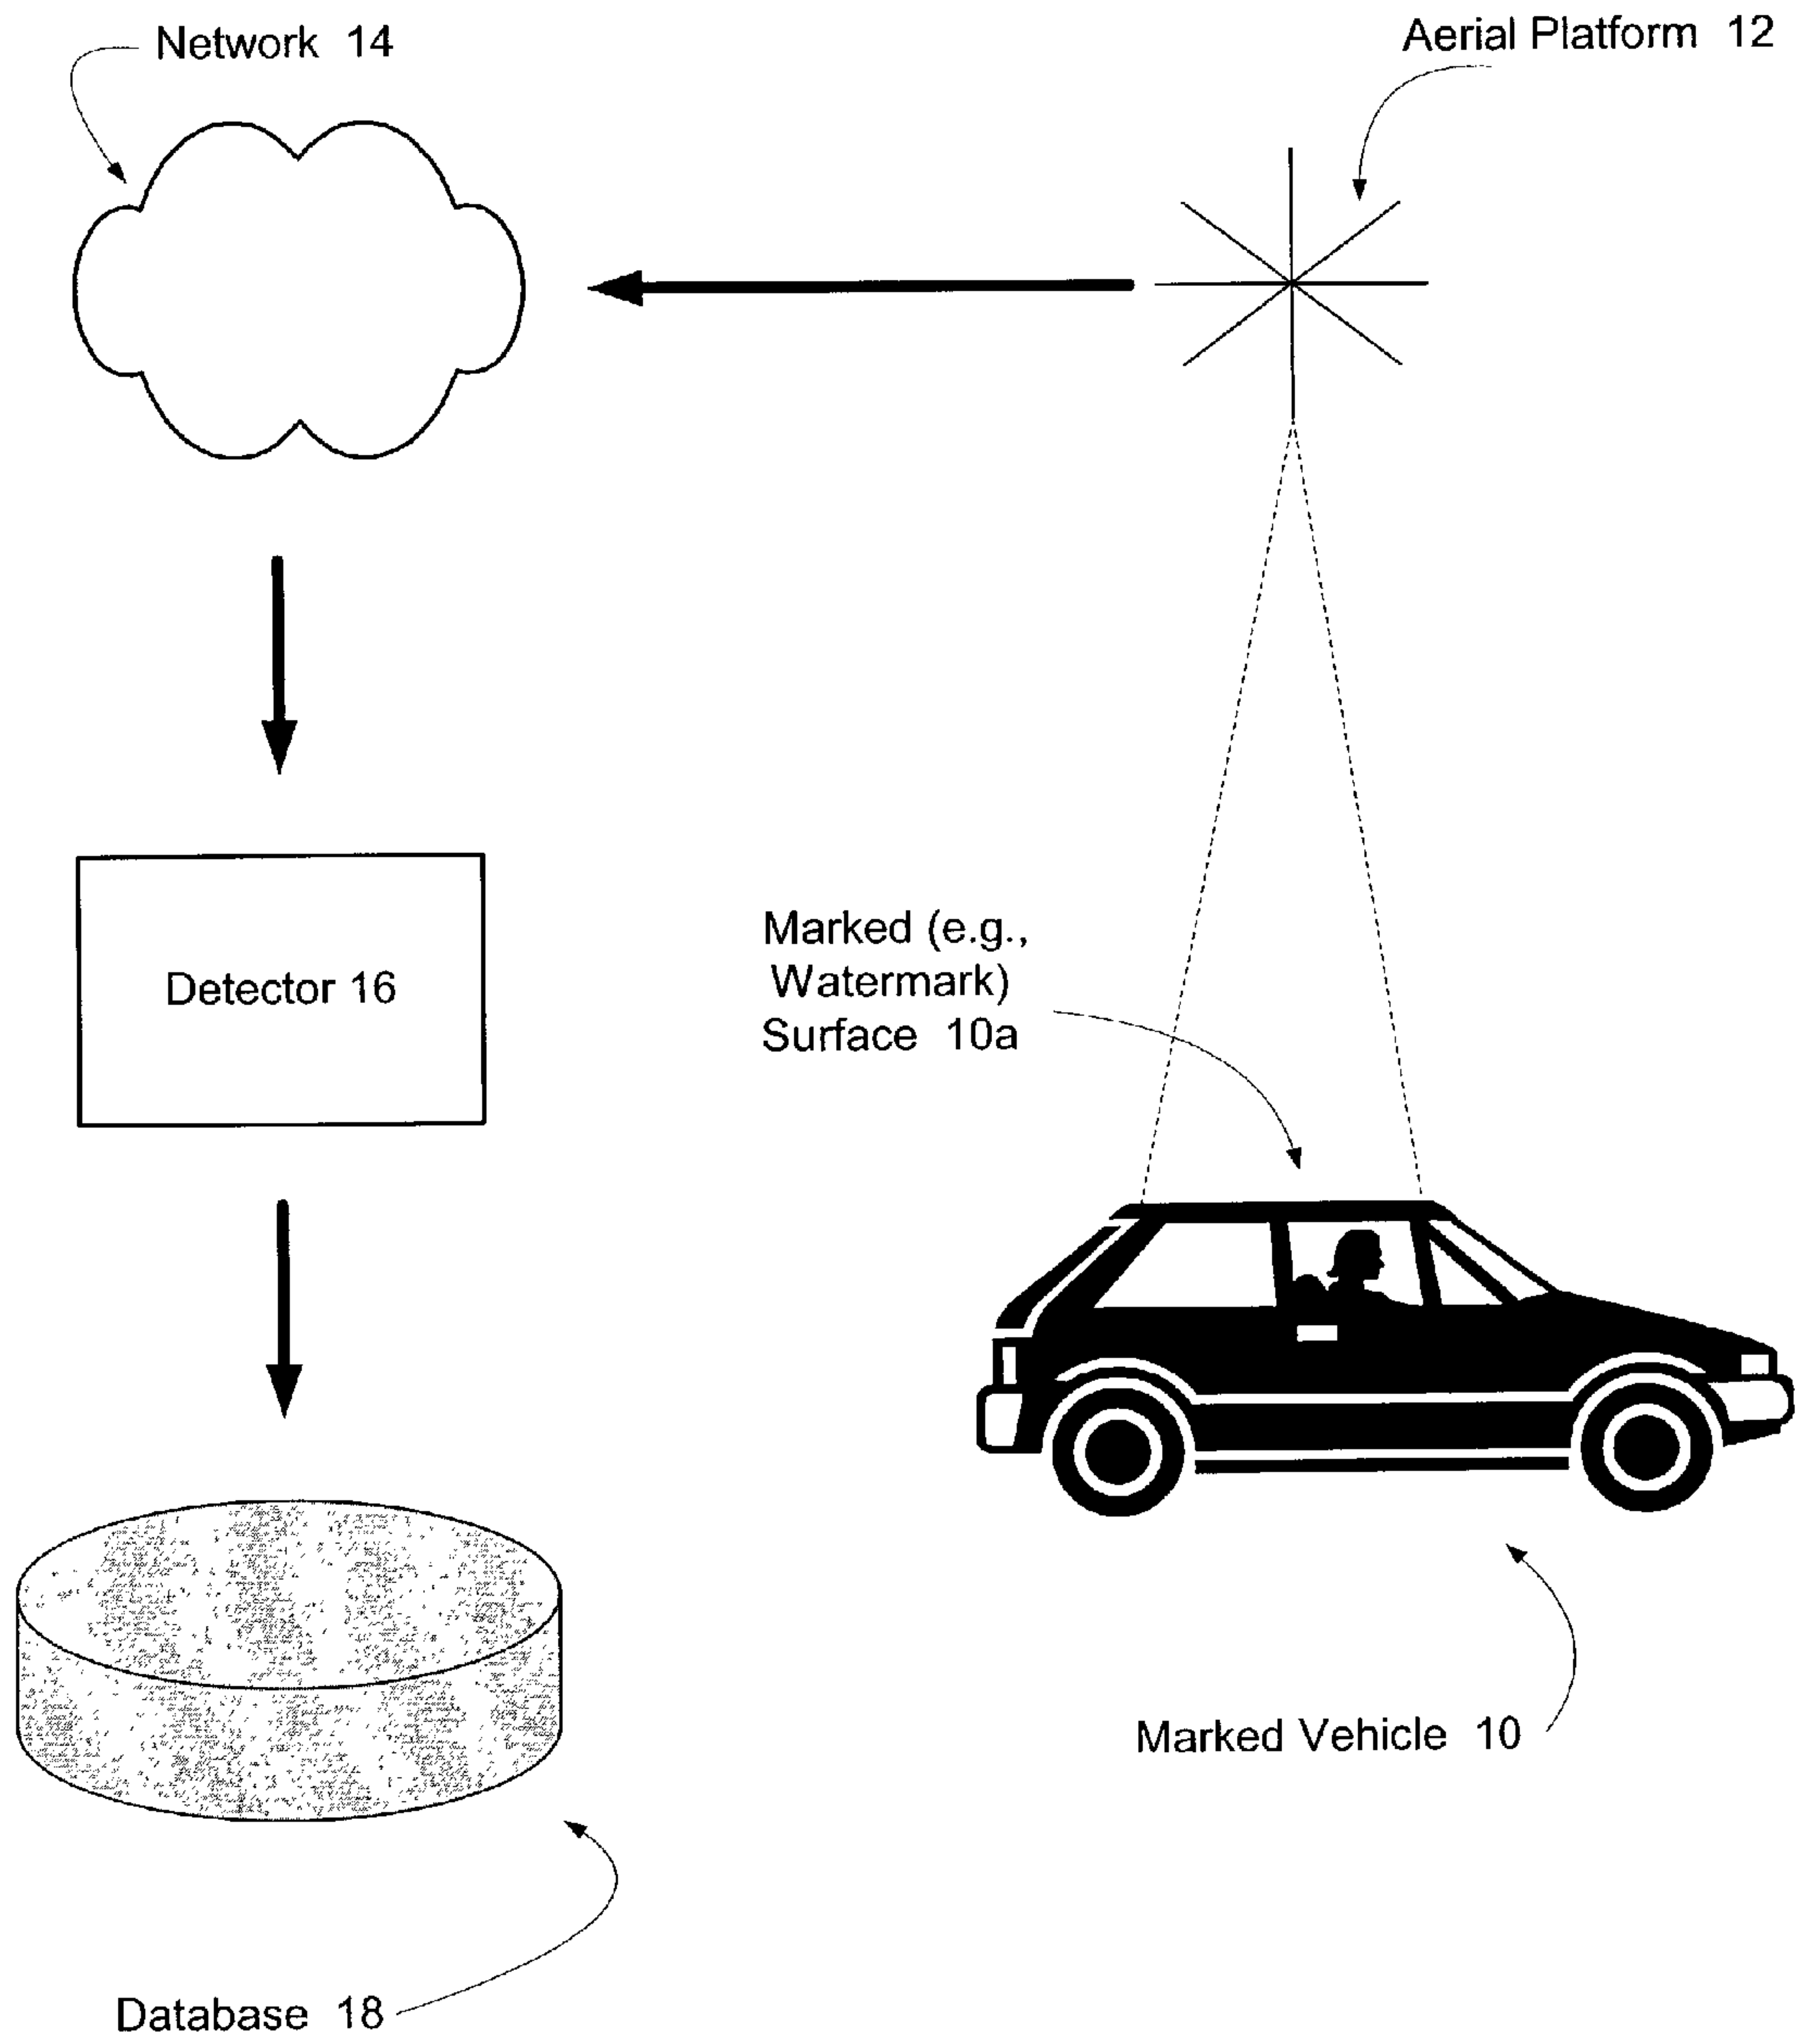 Network 14
Aerial Platform 12
Marked (e.g.,
Watermark)
Surface 10a
Detector 16
Marked Vehicle 10
Database 18